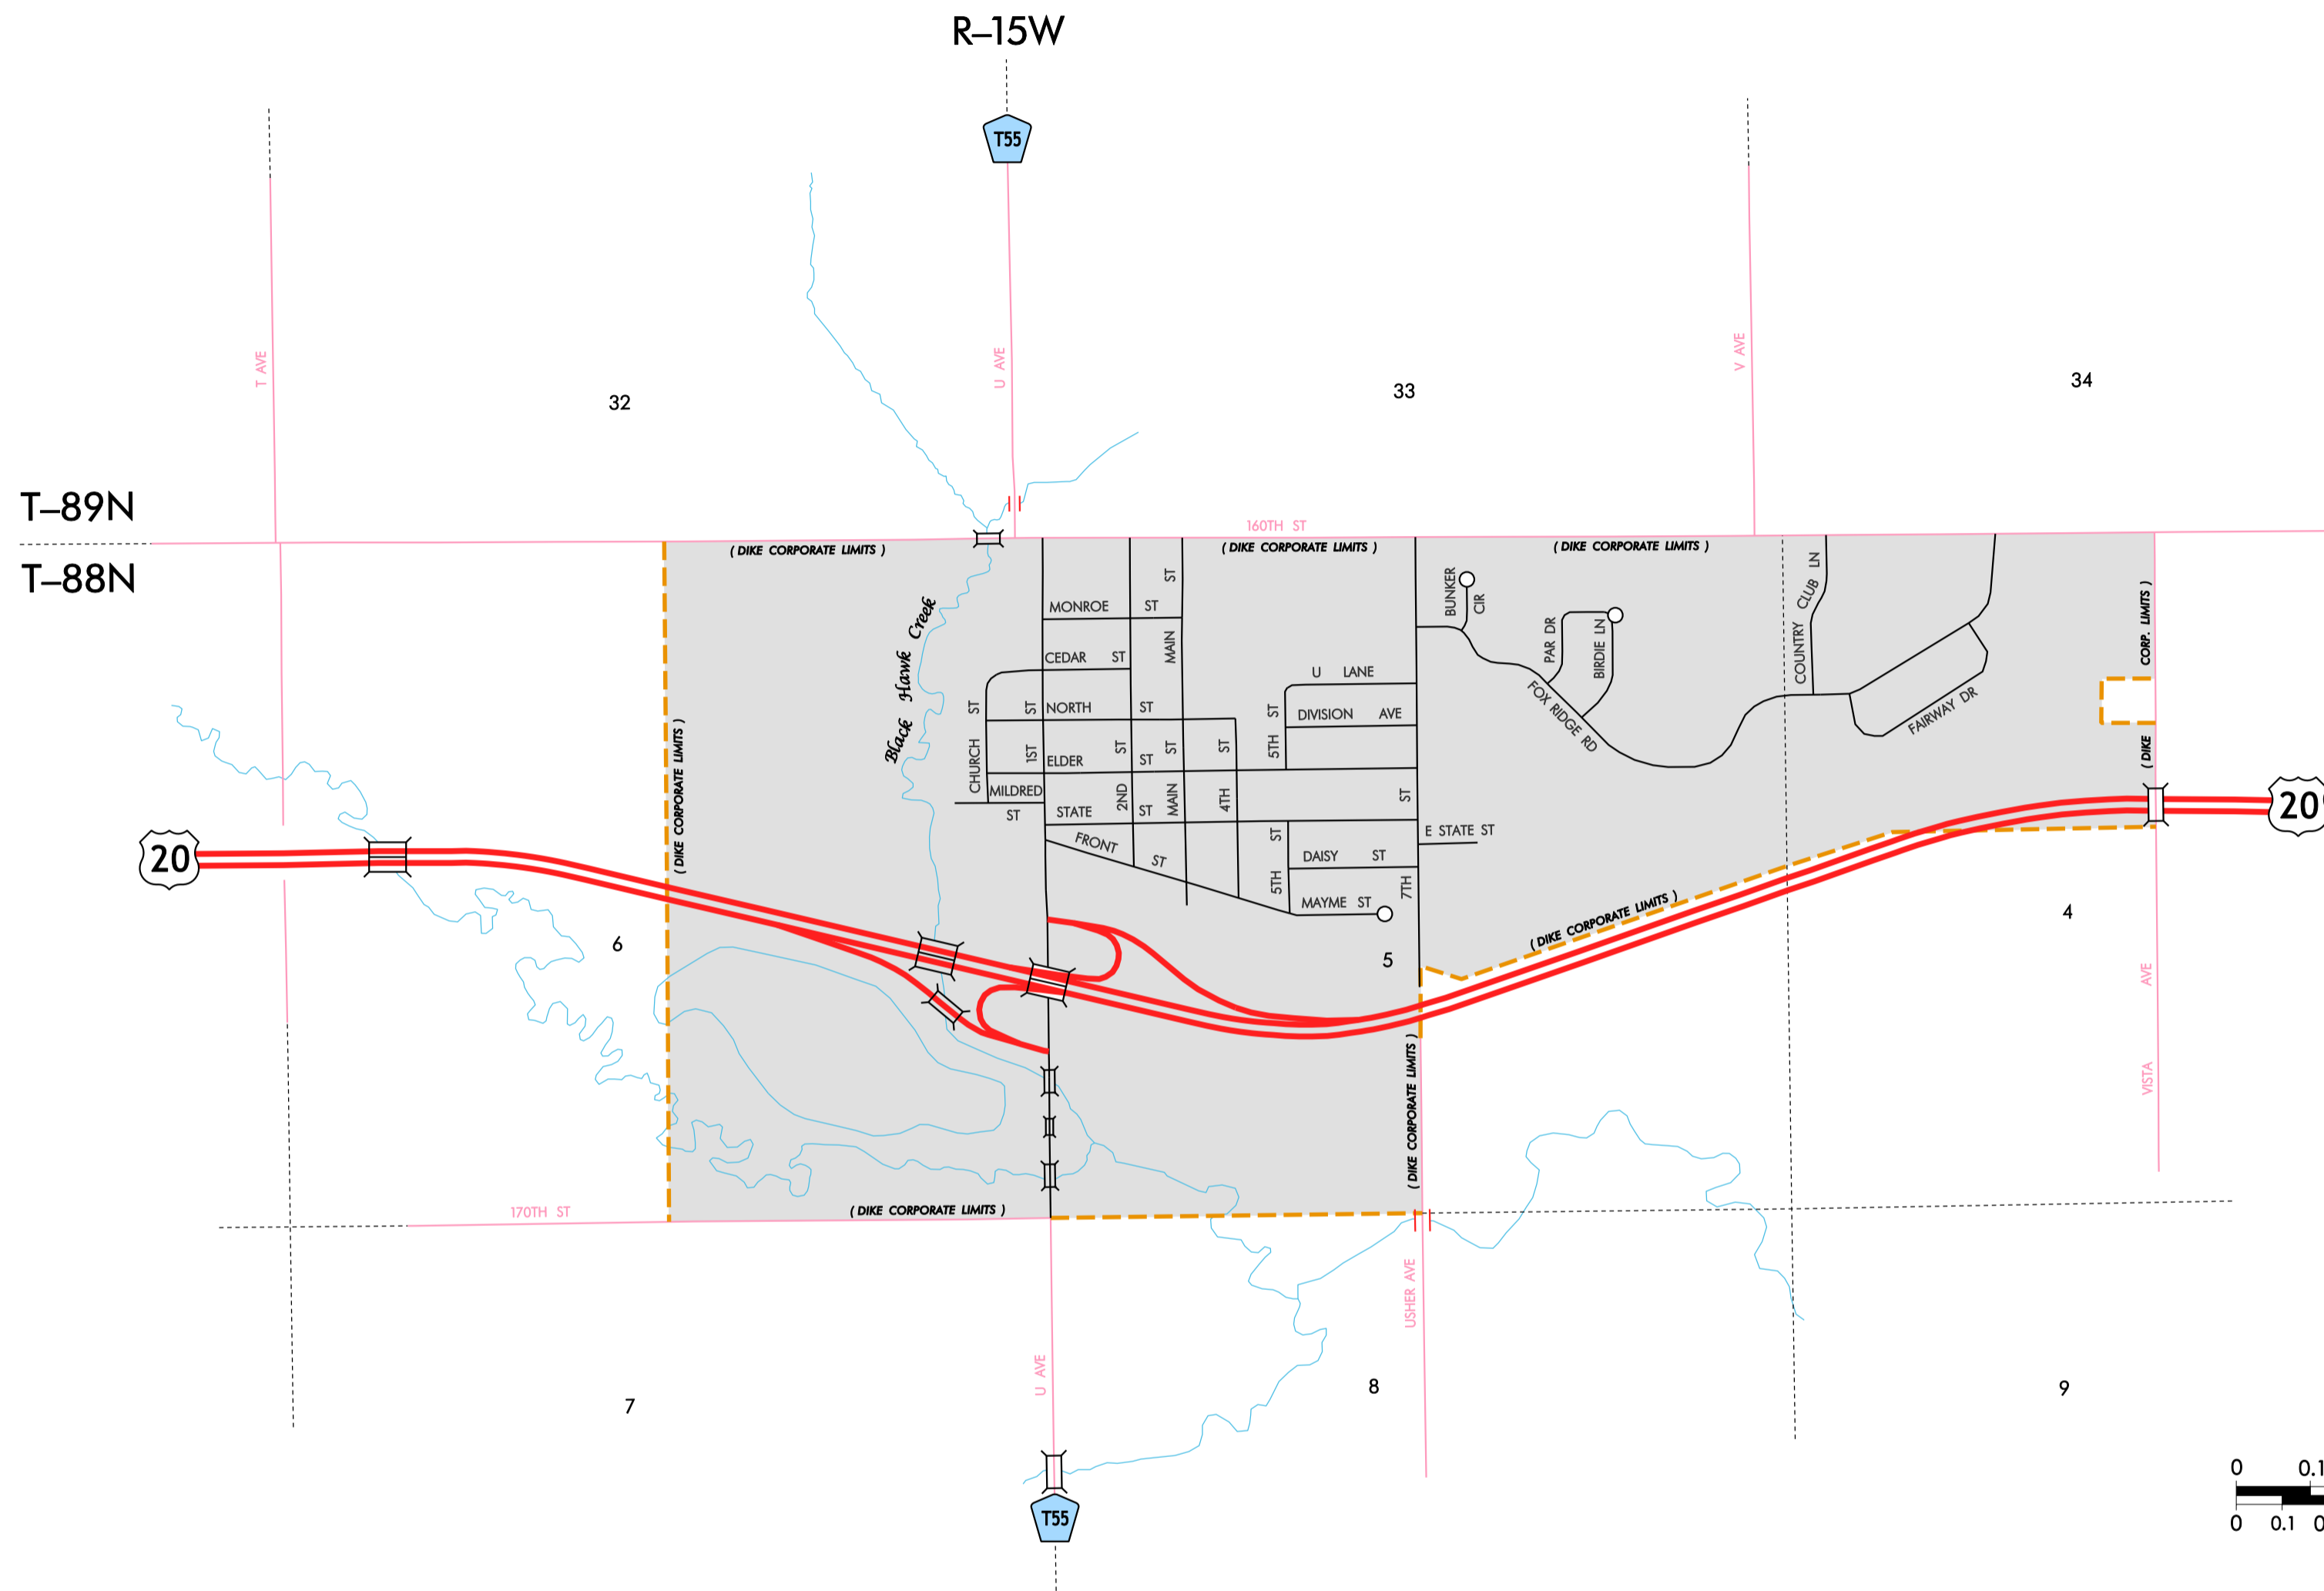 R–15W
T55
T AVE
U AVE
V AVE
32
33
34
T–89N
160TH ST
( DIKE CORPORATE LIMITS )
( DIKE CORPORATE LIMITS )
( DIKE CORPORATE LIMITS )
T–88N
Black Hawk Creek
MONROE ST
CEDAR ST
NORTH ST
ELDER ST
MILDRED ST
STATE ST
FRONT ST
CHURCH ST
1ST ST
2ND ST
MAIN ST
MAIN ST
4TH ST
5TH ST
U LANE
DIVISION AVE
5TH ST
DAISY ST
MAYME ST
7TH ST
E STATE ST
BUNKER CIR
PAR DR
BIRDIE LN
FOX RIDGE RD
COUNTRY CLUB LN
FAIRWAY DR
( DIKE CORP. LIMITS )
( DIKE CORPORATE LIMITS )
20
20
6
5
4
( DIKE CORPORATE LIMITS )
( DIKE CORPORATE LIMITS )
VISTA AVE
170TH ST
( DIKE CORPORATE LIMITS )
USHER AVE
U AVE
7
8
9
T55
0 0.1
0 0.1 0